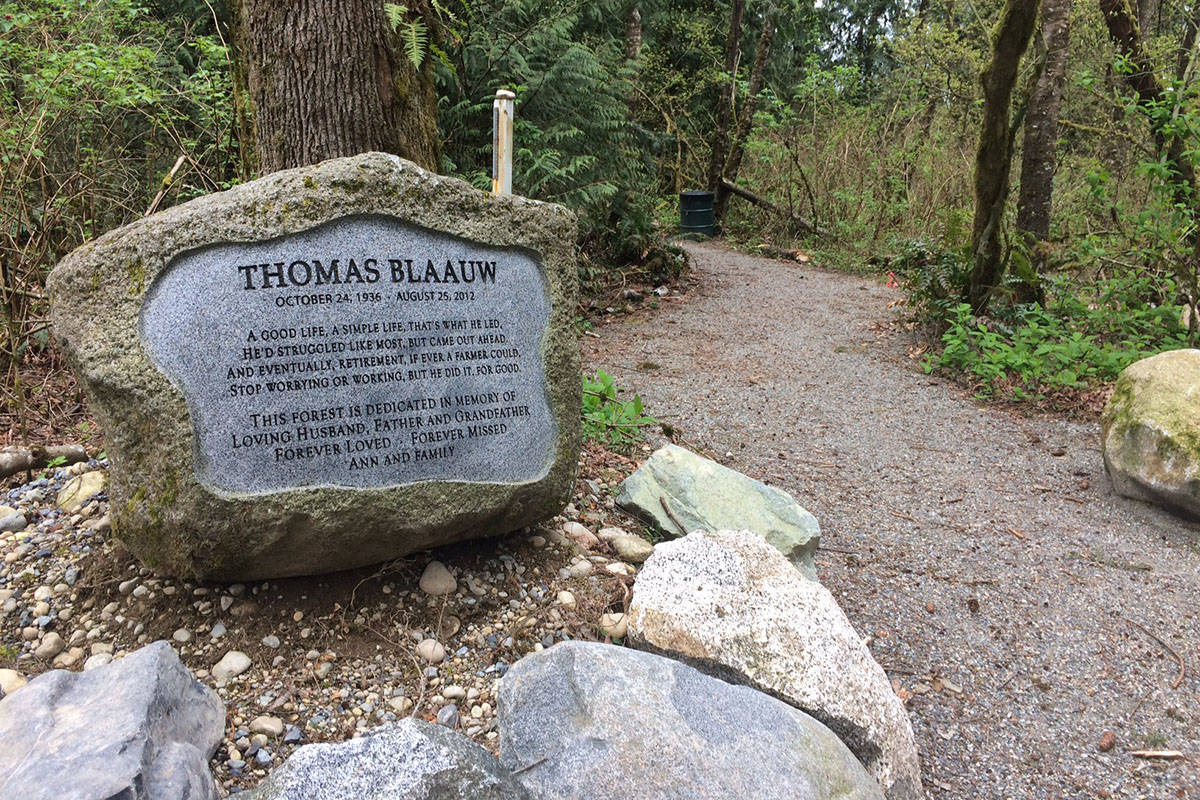 THOMAS BLAAUW
OCTOBER 24, 1936 · AUGUST 25, 2012
A GOOD LIFE, A SIMPLE LIFE, THAT'S WHAT HE LED,
HE'D STRUGGLED LIKE MOST, BUT CAME OUT AHEAD.
AND EVENTUALLY, RETIREMENT, IF EVER A FARMER COULD,
STOP WORRYING OR WORKING, BUT HE DID IT, FOR GOOD.
THIS FOREST IS DEDICATED IN MEMORY OF
LOVING HUSBAND, FATHER AND GRANDFATHER
FOREVER LOVED · FOREVER MISSED
ANN AND FAMILY